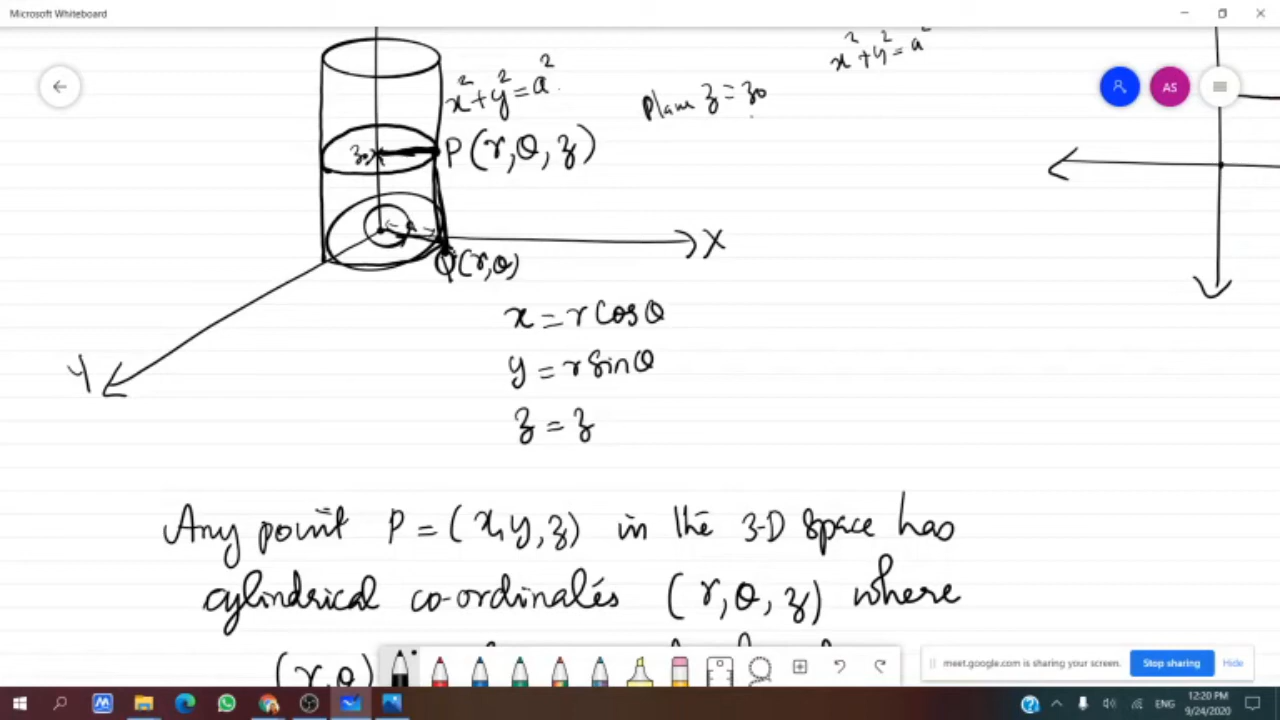 Microsoft Whiteboard
x² + y² = a²
x² + y² = a²
Plane z = z₀
AS
z₀
P(r, θ, z)
a
X
Q(r, θ)
x = r cos θ
y = r sin θ
Y
z = z
Any point P = (x, y, z) in the 3-D space has
cylindrical co-ordinates (r, θ, z) where
(r, θ)
meet.google.com is sharing your screen.
Stop sharing
Hide
12:20 PM
ENG
9/24/2020